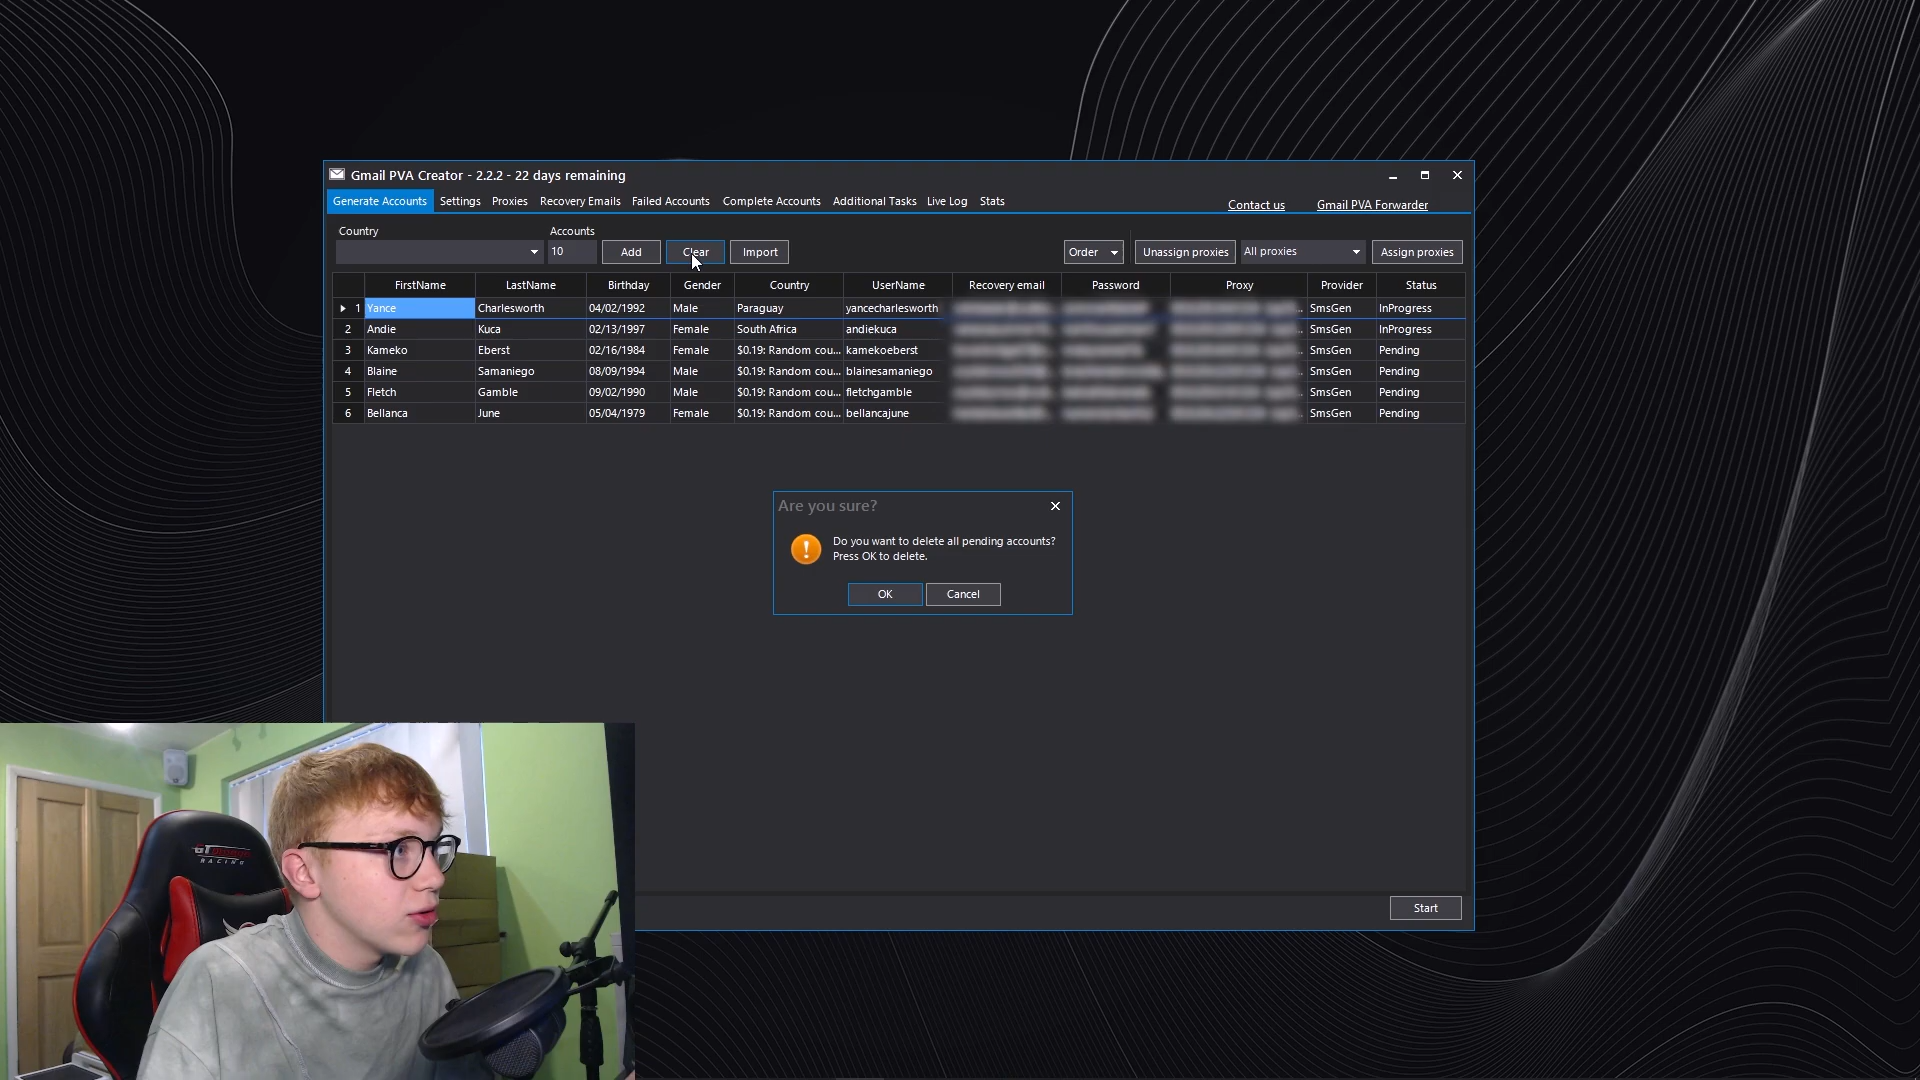 Gmail PVA Creator - 2.2.2 - 22 days remaining
Generate Accounts Settings Proxies Recovery Emails Failed Accounts Complete Accounts Additional Tasks Live Log Stats
Contact us Gmail PVA Forwarder
Country Accounts
10 Add Clear Import Order Unassign proxies All proxies Assign proxies
FirstName LastName Birthday Gender Country UserName Recovery email Password Proxy Provider Status
1 Yance Charlesworth 04/02/1992 Male Paraguay yancecharlesworth SmsGen InProgress
2 Andie Kuca 02/13/1997 Female South Africa andiekuca SmsGen InProgress
3 Kameko Eberst 02/16/1984 Female $0.19: Random cou... kamekoeberst SmsGen Pending
4 Blaine Samaniego 08/09/1994 Male $0.19: Random cou... blainesamaniego SmsGen Pending
5 Fletch Gamble 09/02/1990 Male $0.19: Random cou... fletchgamble SmsGen Pending
6 Bellanca June 05/04/1979 Female $0.19: Random cou... bellancajune SmsGen Pending
Are you sure?
Do you want to delete all pending accounts?
Press OK to delete.
OK Cancel
Start
GT
RACING